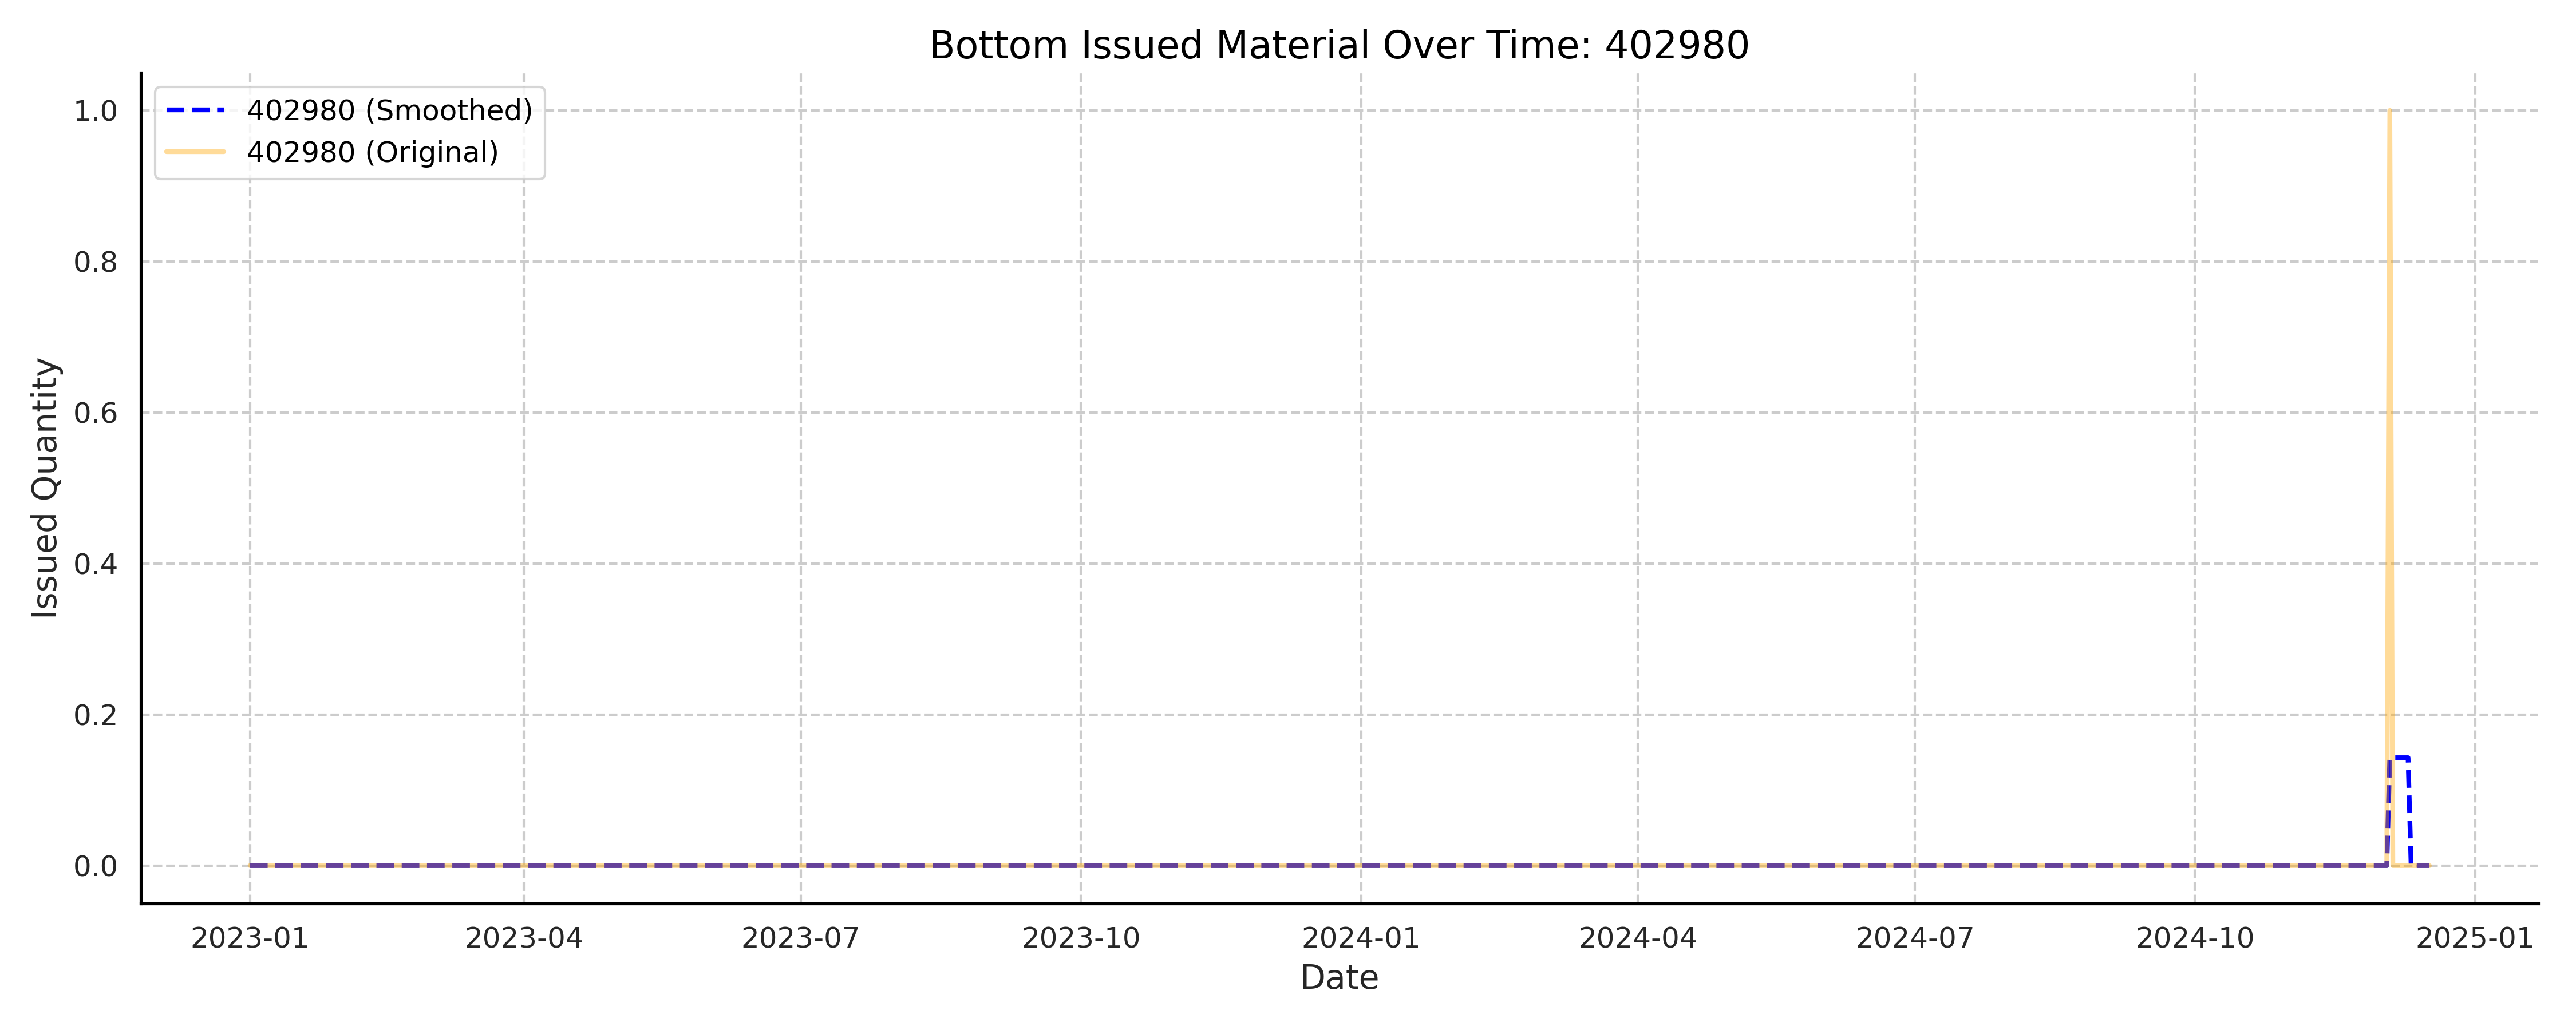 Bottom Issued Material Over Time: 402980
402980 (Smoothed)
402980 (Original)
Issued Quantity
1.0
0.8
0.6
0.4
0.2
0.0
2023-01 2023-04 2023-07 2023-10 2024-01 2024-04 2024-07 2024-10 2025-01
Date